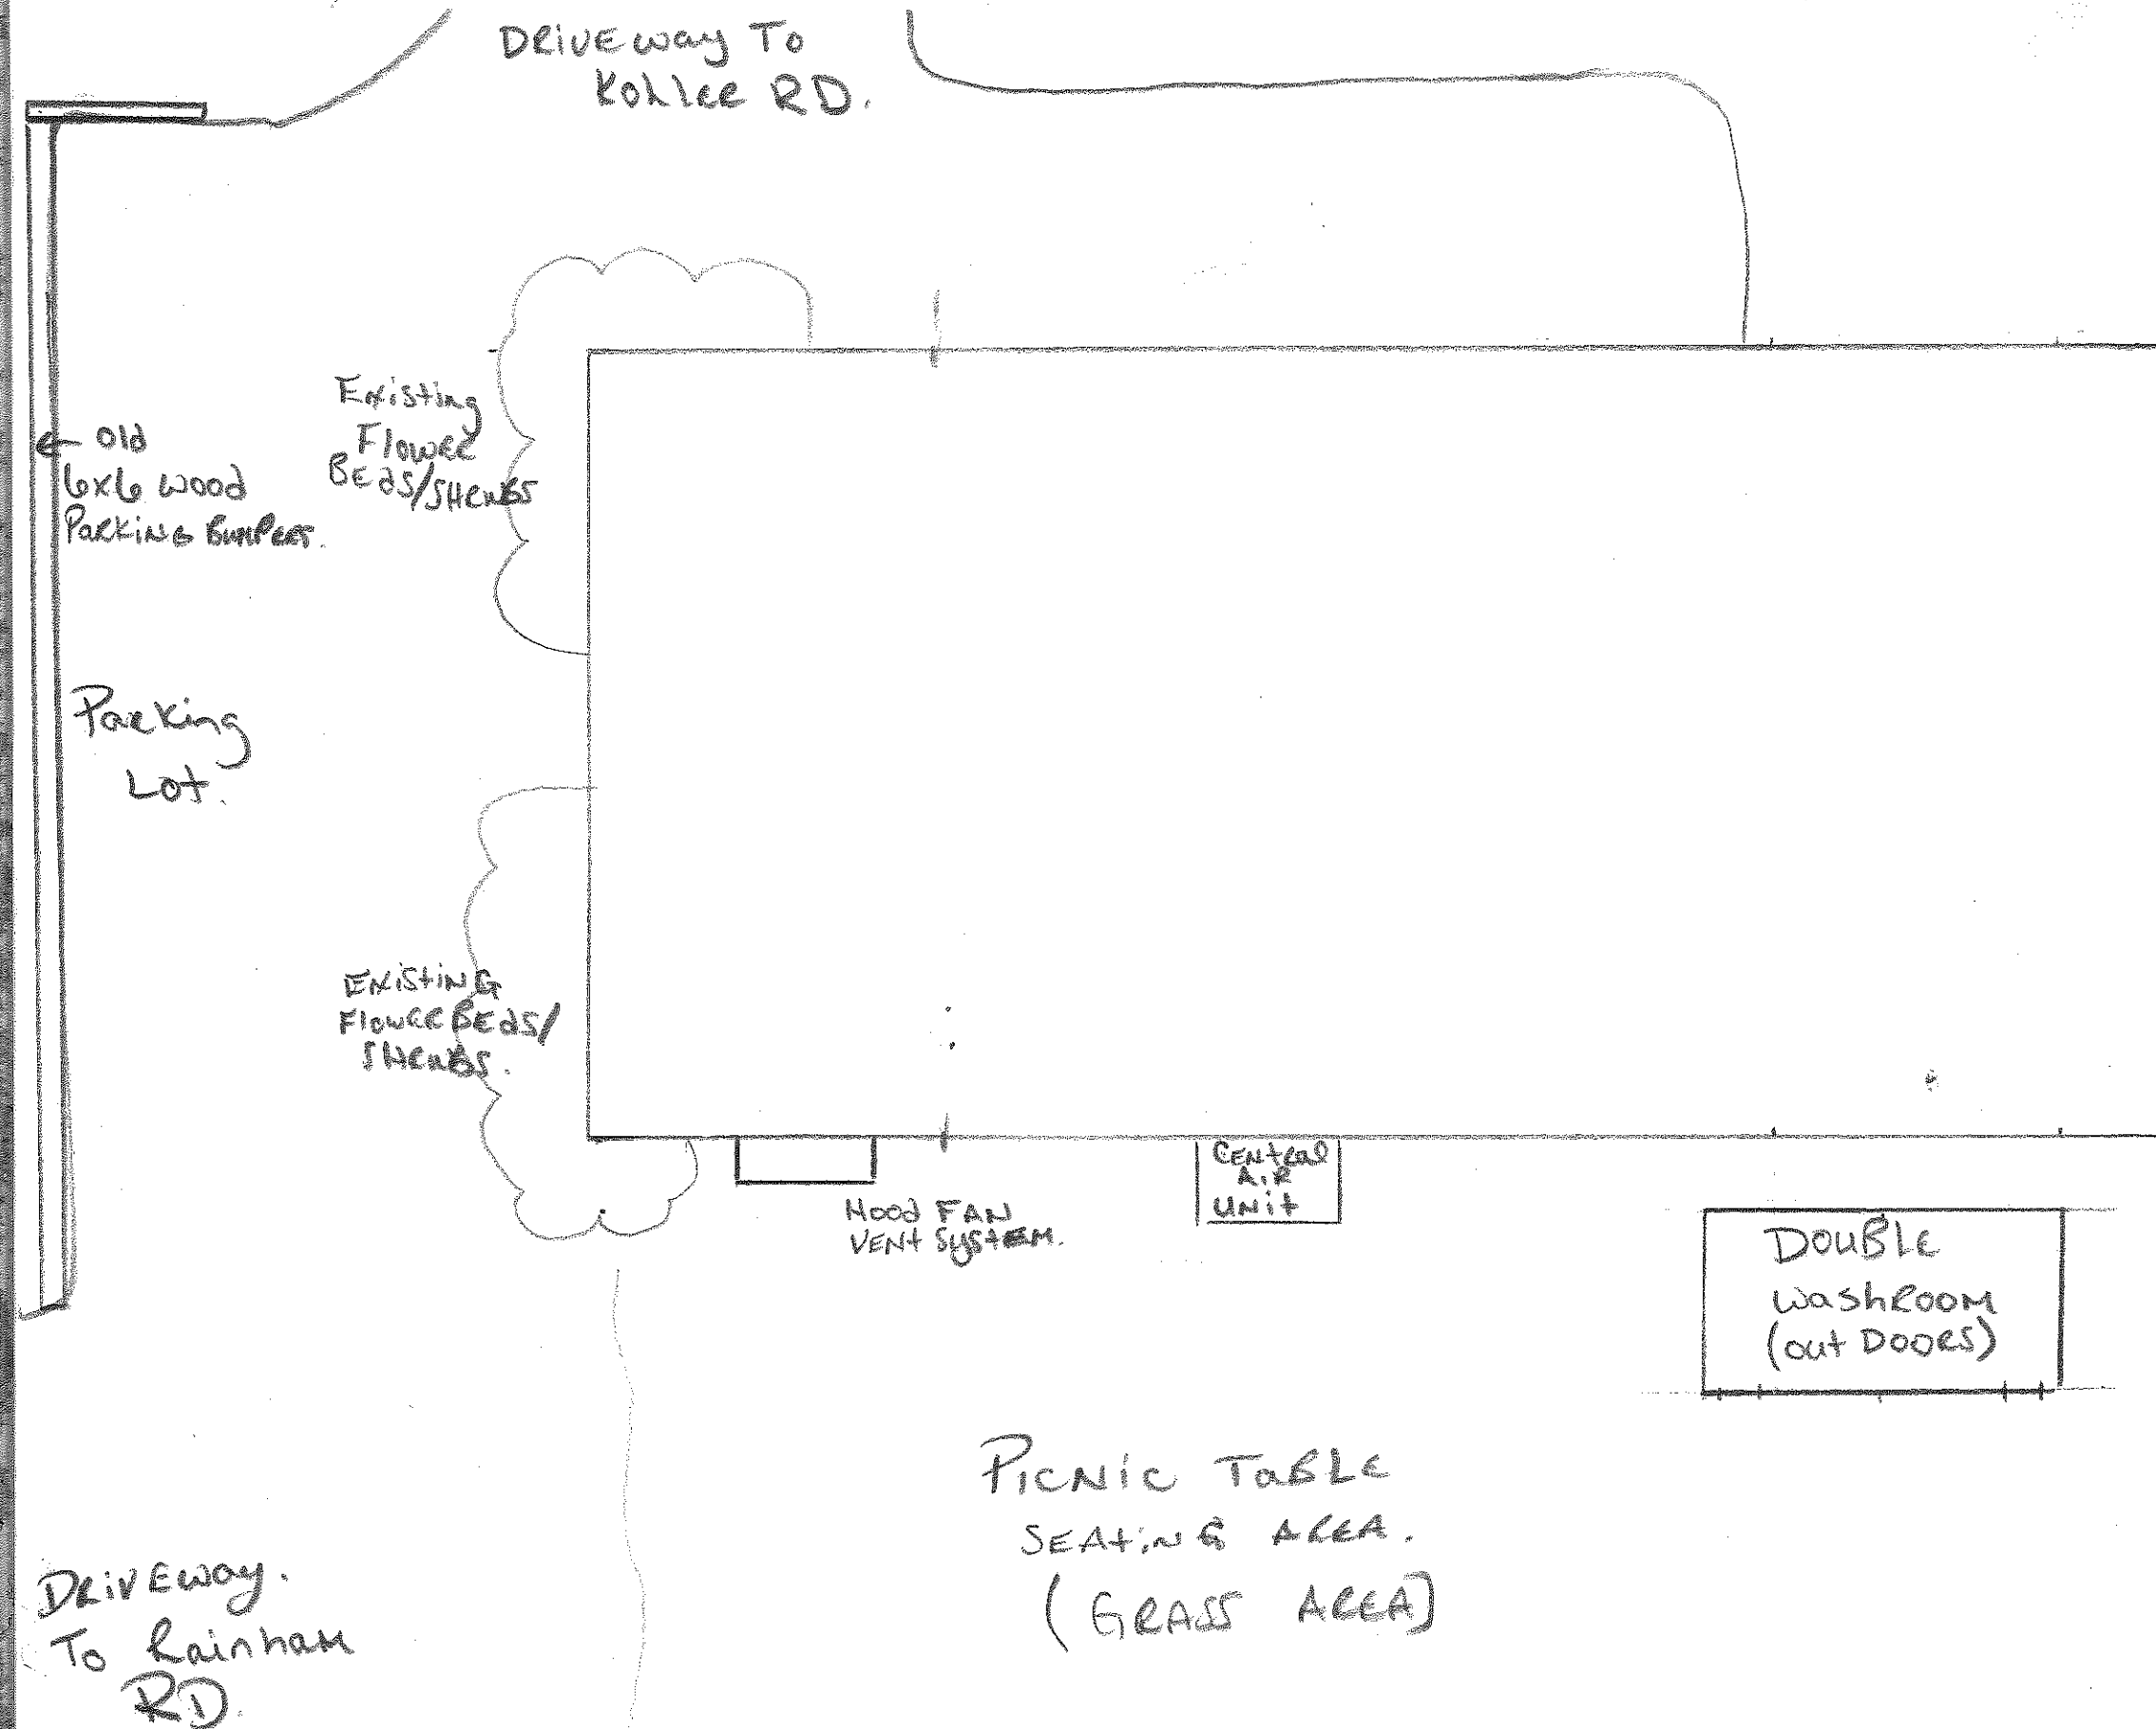 DRIVEway To
Kohler RD.
Existing
Flower
BEds/SHRuBS
← Old
6x6 wood
Parking Bumpers.
Parking
Lot.
Existing
Flower Beds/
SHRuBS.
Central
Air
Unit
Hood FAN
VENt SystEM.
DOUBLE
WashRoom
(out Doors)
Picnic TaBLE
SEAtinG AREA.
(GRASS AREA]
DRivEway.
To Rainham
RD.